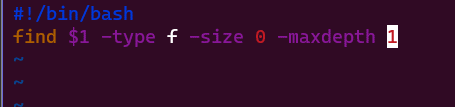 #!/bin/bash
find $1 -type f -size 0 -maxdepth 1
~
~
~